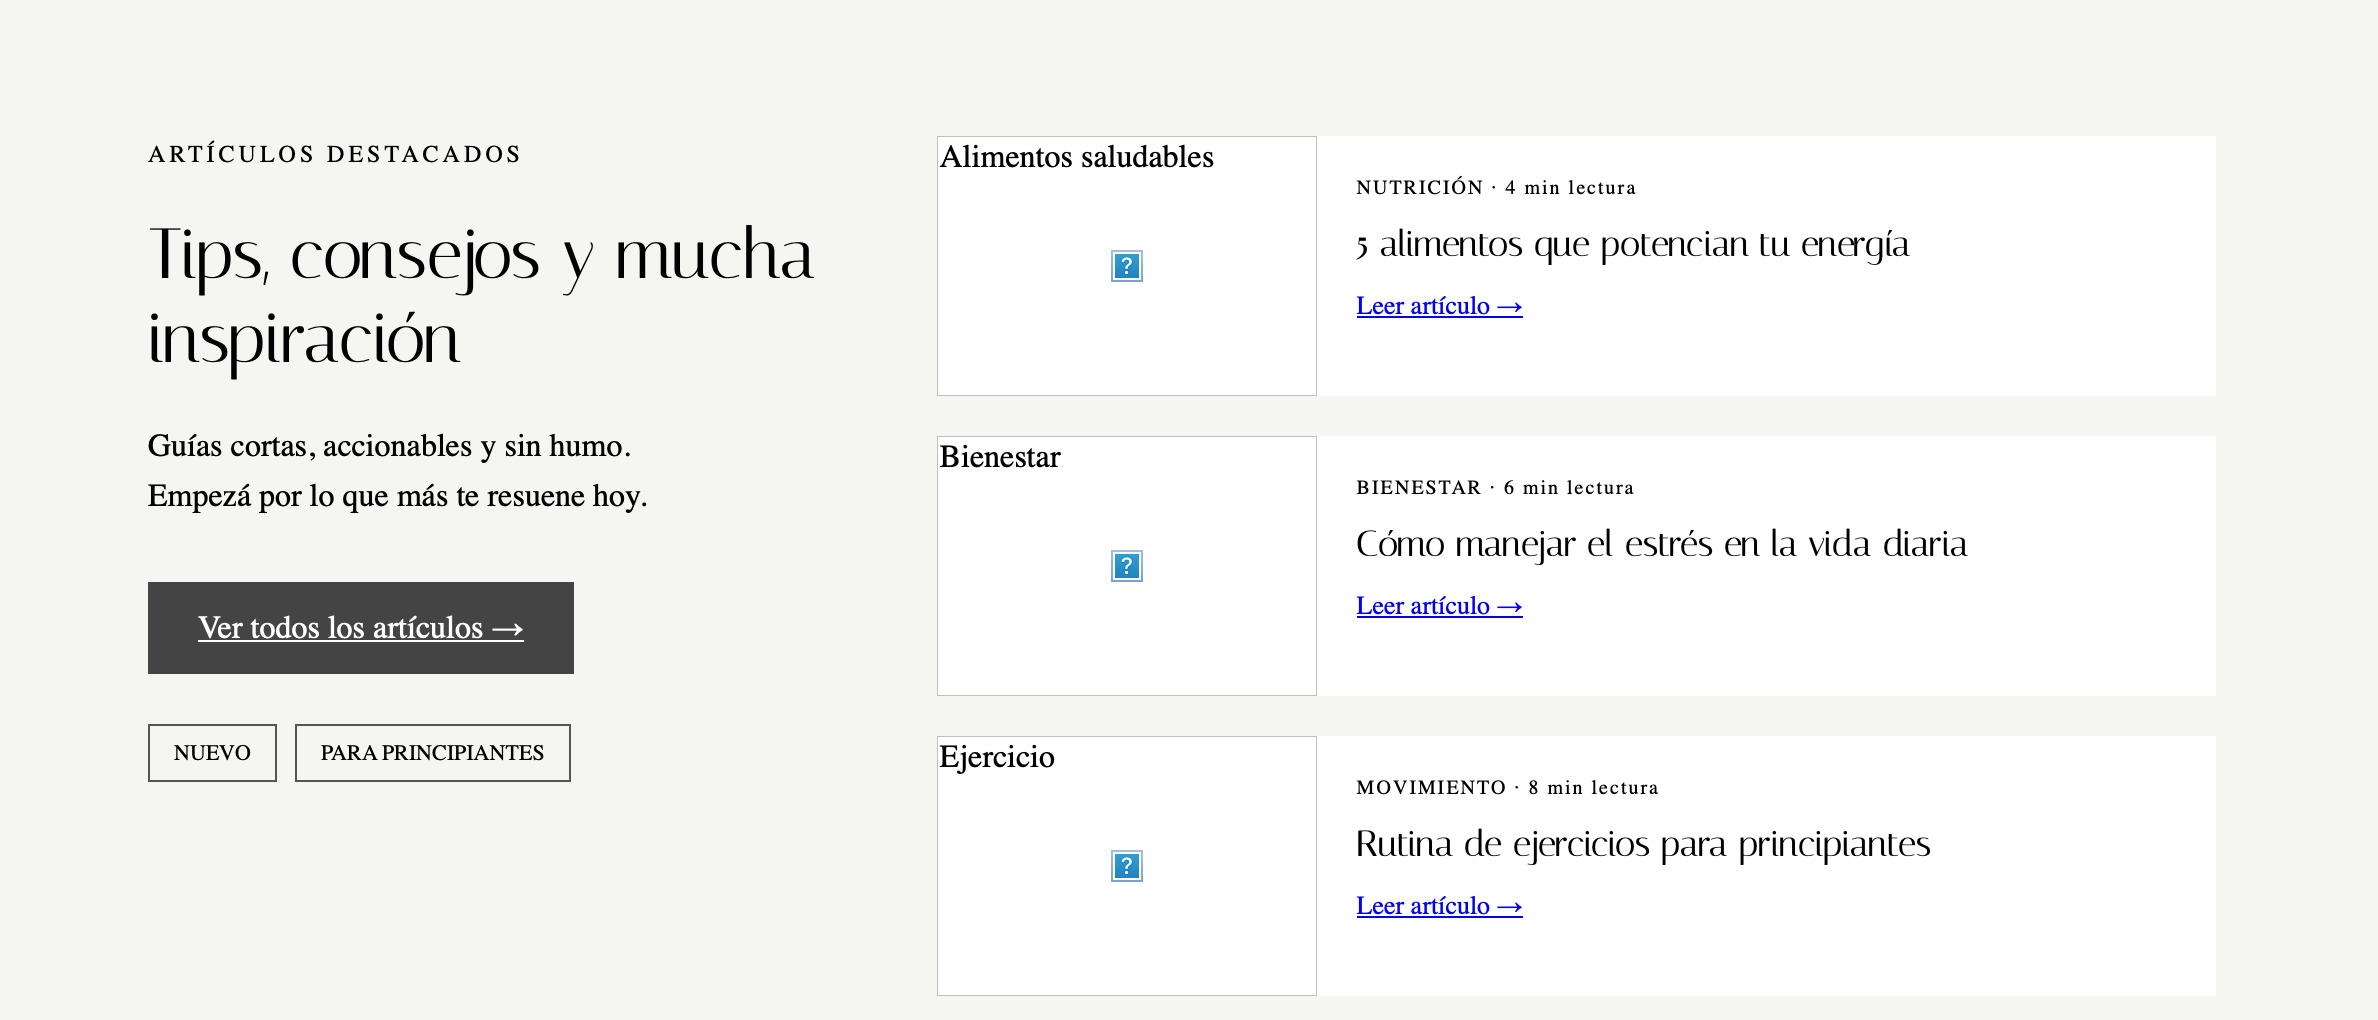 ARTÍCULOS DESTACADOS
Tips, consejos y mucha
inspiración
Guías cortas, accionables y sin humo.
Empezá por lo que más te resuene hoy.
Ver todos los artículos →
NUEVO
PARA PRINCIPIANTES
Alimentos saludables
NUTRICIÓN · 4 min lectura
5 alimentos que potencian tu energía
Leer artículo →
Bienestar
BIENESTAR · 6 min lectura
Cómo manejar el estrés en la vida diaria
Leer artículo →
Ejercicio
MOVIMIENTO · 8 min lectura
Rutina de ejercicios para principiantes
Leer artículo →